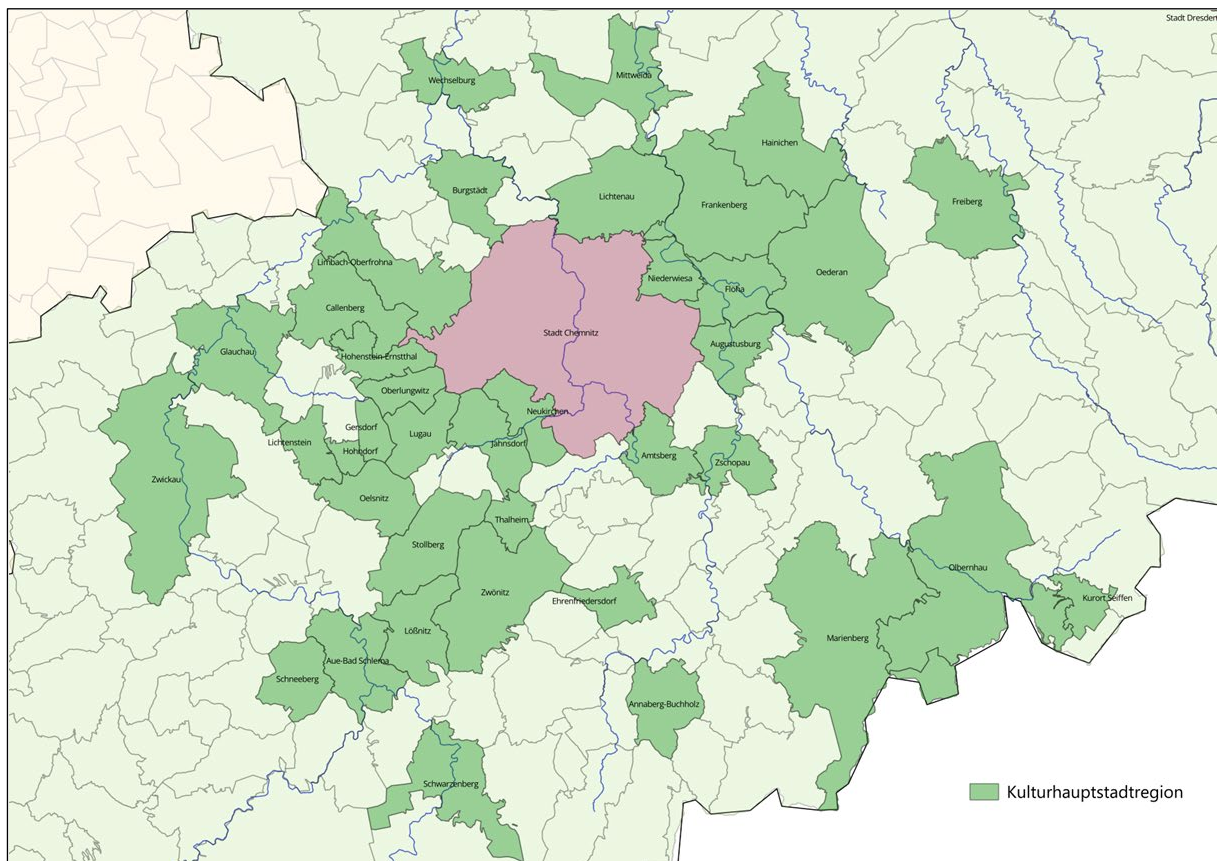 Stadt Dresden
Wechselburg
Mittweida
Hainichen
Burgstädt
Lichtenau
Frankenberg
Freiberg
Limbach-Oberfrohna
Niederwiesa
Flöha
Oederan
Callenberg
Stadt Chemnitz
Augustusburg
Glauchau
Hohenstein-Ernstthal
Oberlungwitz
Neukirchen
Gersdorf
Lugau
Lichtenstein
Jahnsdorf
Hohndorf
Amtsberg
Zschopau
Zwickau
Oelsnitz
Thalheim
Stollberg
Olbernhau
Zwönitz
Ehrenfriedersdorf
Kurort Seiffen
Lößnitz
Marienberg
Aue-Bad Schlema
Schneeberg
Annaberg-Buchholz
Schwarzenberg
Kulturhauptstadtregion